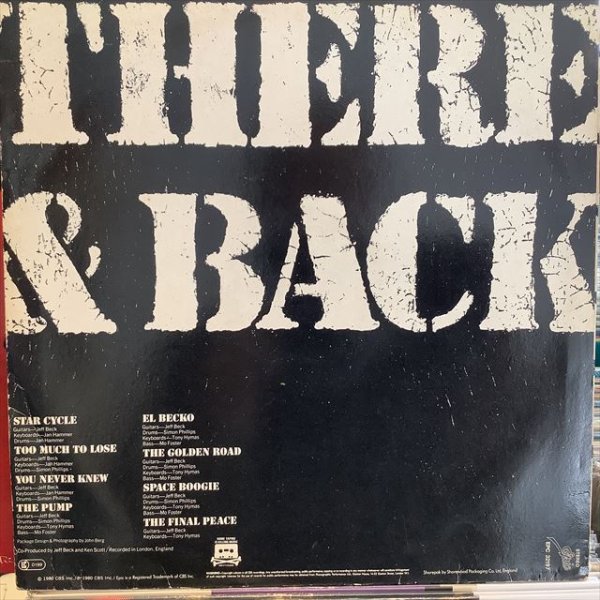 THERE
& BACK
STAR CYCLE
Guitars—Jeff Beck
Keyboards—Jan Hammer
Drums—Jan Hammer
TOO MUCH TO LOSE
Guitars—Jeff Beck
Keyboards—Jan Hammer
Drums—Simon Phillips
YOU NEVER KNEW
Guitars—Jeff Beck
Keyboards—Jan Hammer
Drums—Simon Phillips
THE PUMP
Guitars—Jeff Beck
Drums—Simon Phillips
Keyboards—Tony Hymas
Bass—Mo Foster
EL BECKO
Guitars—Jeff Beck
Drums—Simon Phillips
Keyboards—Tony Hymas
Bass—Mo Foster
THE GOLDEN ROAD
Guitars—Jeff Beck
Drums—Simon Phillips
Keyboards—Tony Hymas
Bass—Mo Foster
SPACE BOOGIE
Guitars—Jeff Beck
Drums—Simon Phillips
Keyboards—Tony Hymas
Bass—Mo Foster
THE FINAL PEACE
Guitars—Jeff Beck
Keyboards—Tony Hymas
Package Design & Photography by John Berg
Co-Produced by Jeff Beck and Ken Scott / Recorded in London, England
HOME TAPING
IS KILLING MUSIC